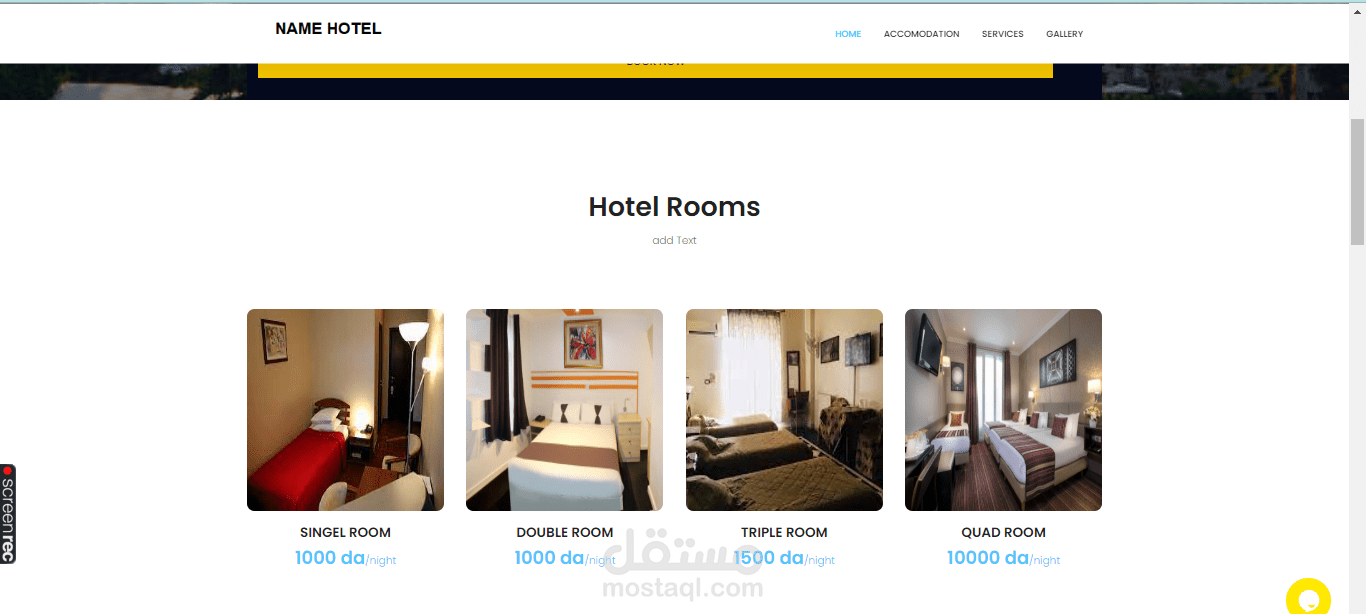 NAME HOTEL
HOME ACCOMODATION SERVICES GALLERY
BOOK NOW
Hotel Rooms
add Text
SINGEL ROOM
1000 da/night
DOUBLE ROOM
1000 da/night
TRIPLE ROOM
1500 da/night
QUAD ROOM
10000 da/night
مستقل
mostaql.com
screenrec